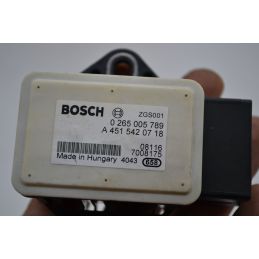 BOSCH ZGS001
0 265 005 789
A 451 542 07 18
08116
7008175
Made in Hungary 4043 658